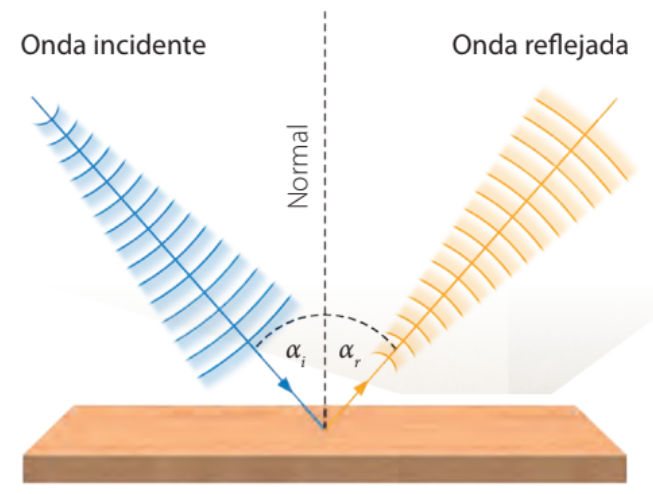 Onda incidente
Onda reflejada
Normal
αi
αr